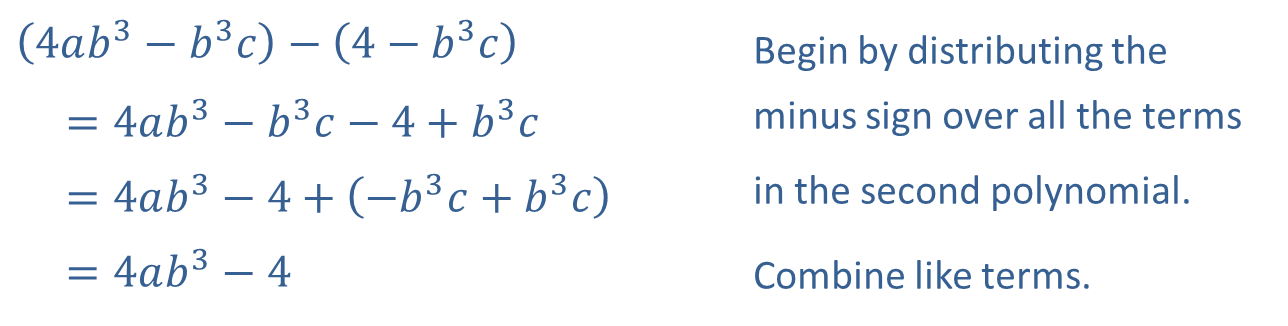 (4ab³ − b³c) − (4 − b³c)
Begin by distributing the
= 4ab³ − b³c − 4 + b³c
minus sign over all the terms
= 4ab³ − 4 + (−b³c + b³c)
in the second polynomial.
= 4ab³ − 4
Combine like terms.